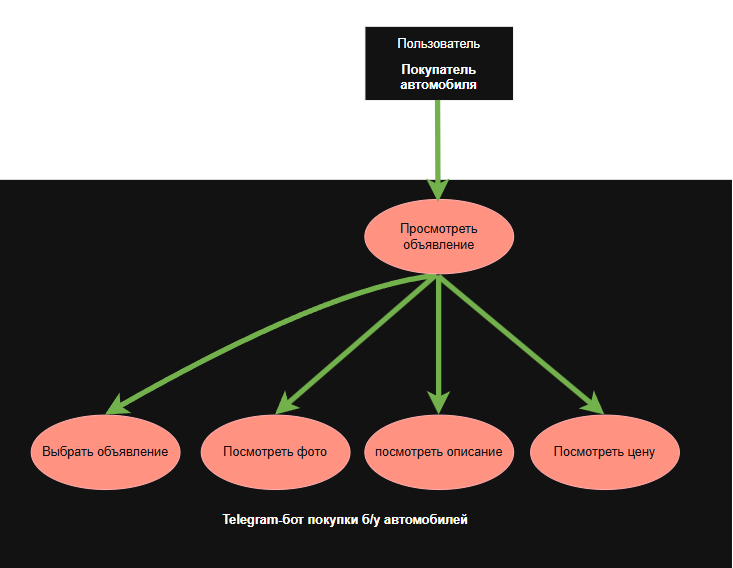 Пользователь
Покупатель
автомобиля
Просмотреть
объявление
Выбрать объявление
Посмотреть фото
посмотреть описание
Посмотреть цену
Telegram-бот покупки б/у автомобилей